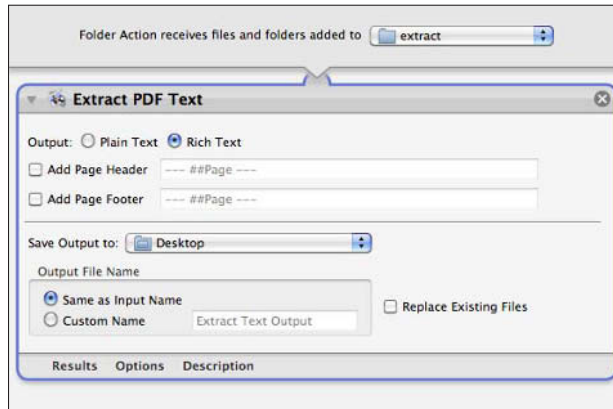 Folder Action receives files and folders added to extract
Extract PDF Text
Output: Plain Text Rich Text
Add Page Header --- ##Page ---
Add Page Footer --- ##Page ---
Save Output to: Desktop
Output File Name
Same as Input Name
Replace Existing Files
Custom Name Extract Text Output
Results Options Description